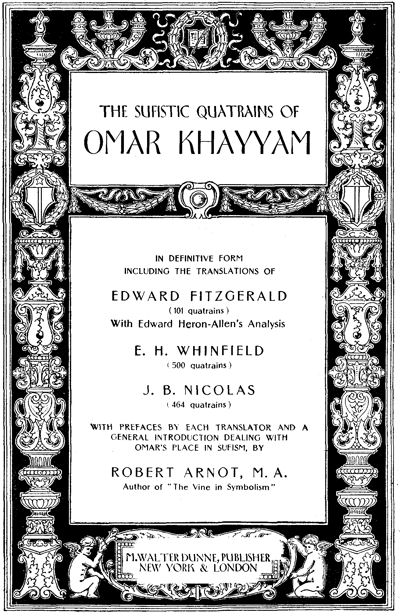 THE SUFISTIC QUATRAINS OF
OMAR KHAYYAM
IN DEFINITIVE FORM
INCLUDING THE TRANSLATIONS OF
EDWARD FITZGERALD
(101 quatrains)
With Edward Heron-Allen's Analysis
E. H. WHINFIELD
(500 quatrains)
J. B. NICOLAS
(464 quatrains)
WITH PREFACES BY EACH TRANSLATOR AND A
GENERAL INTRODUCTION DEALING WITH
OMAR'S PLACE IN SUFISM, BY
ROBERT ARNOT, M. A.
Author of "The Vine in Symbolism"
M. WALTER DUNNE, PUBLISHER
NEW YORK & LONDON